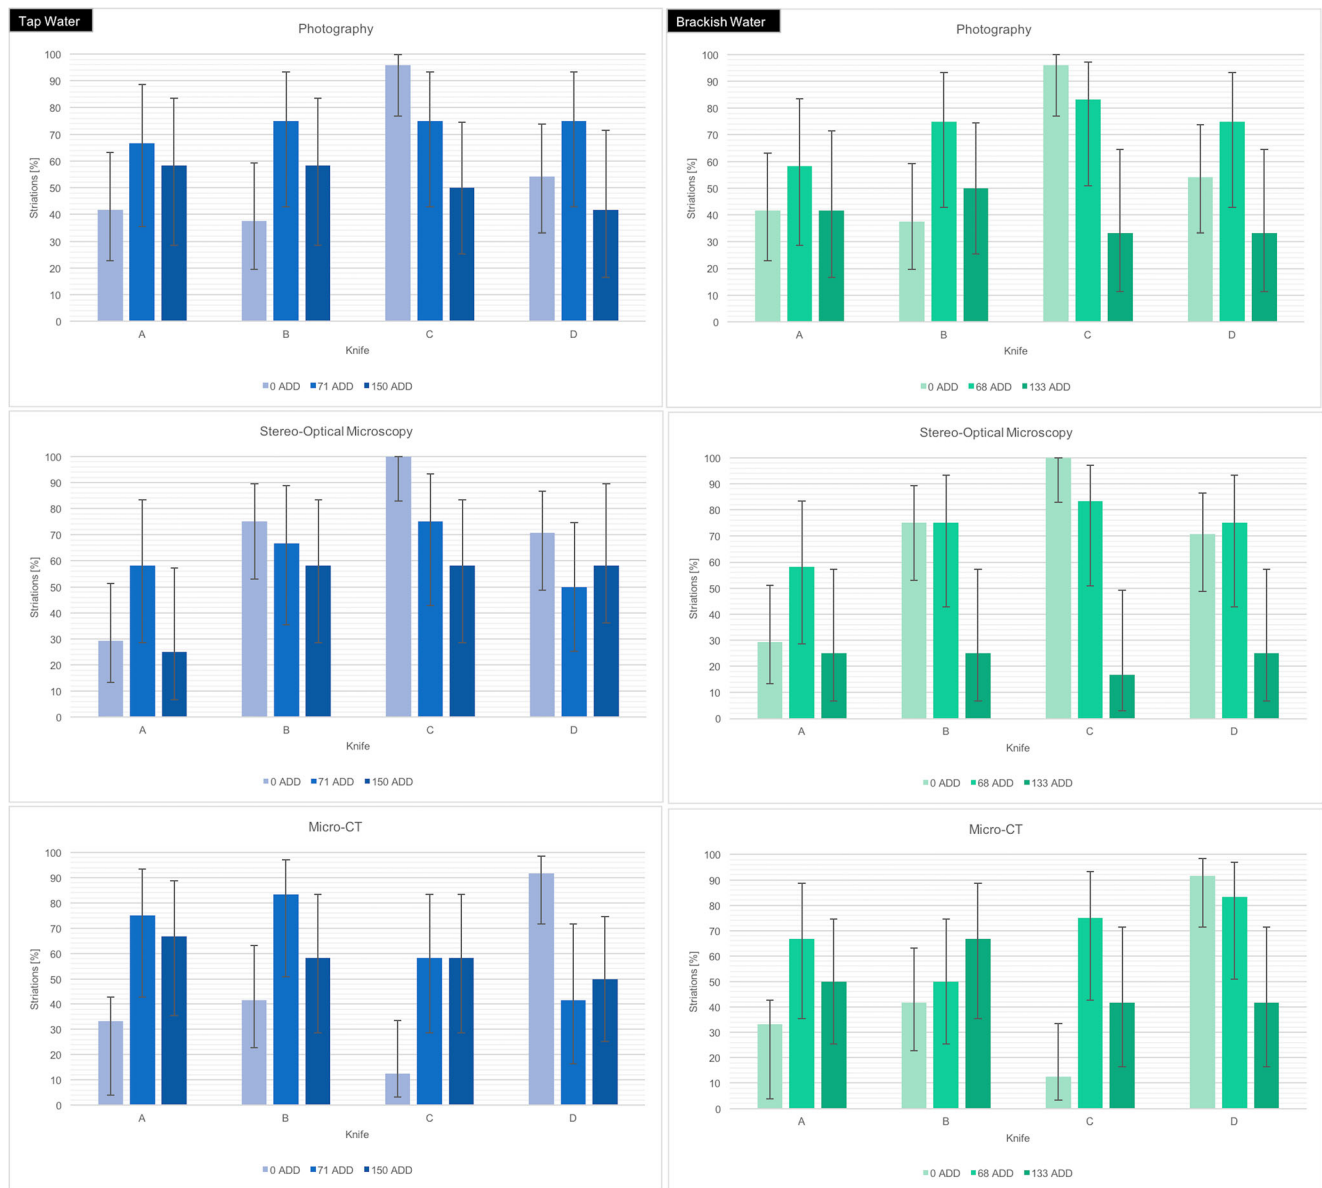 Tap Water
Photography
Striations [%]
100
90
80
70
60
50
40
30
20
10
0
A B C D
Knife
0 ADD 71 ADD 150 ADD
Brackish Water
Photography
Striations [%]
100
90
80
70
60
50
40
30
20
10
0
A B C D
Knife
0 ADD 68 ADD 133 ADD
Stereo-Optical Microscopy
Striations [%]
100
90
80
70
60
50
40
30
20
10
0
A B C D
Knife
0 ADD 71 ADD 150 ADD
Stereo-Optical Microscopy
Striations [%]
100
90
80
70
60
50
40
30
20
10
0
A B C D
Knife
0 ADD 68 ADD 133 ADD
Micro-CT
Striations [%]
100
90
80
70
60
50
40
30
20
10
0
A B C D
Knife
0 ADD 71 ADD 150 ADD
Micro-CT
Striations [%]
100
90
80
70
60
50
40
30
20
10
0
A B C D
Knife
0 ADD 68 ADD 133 ADD